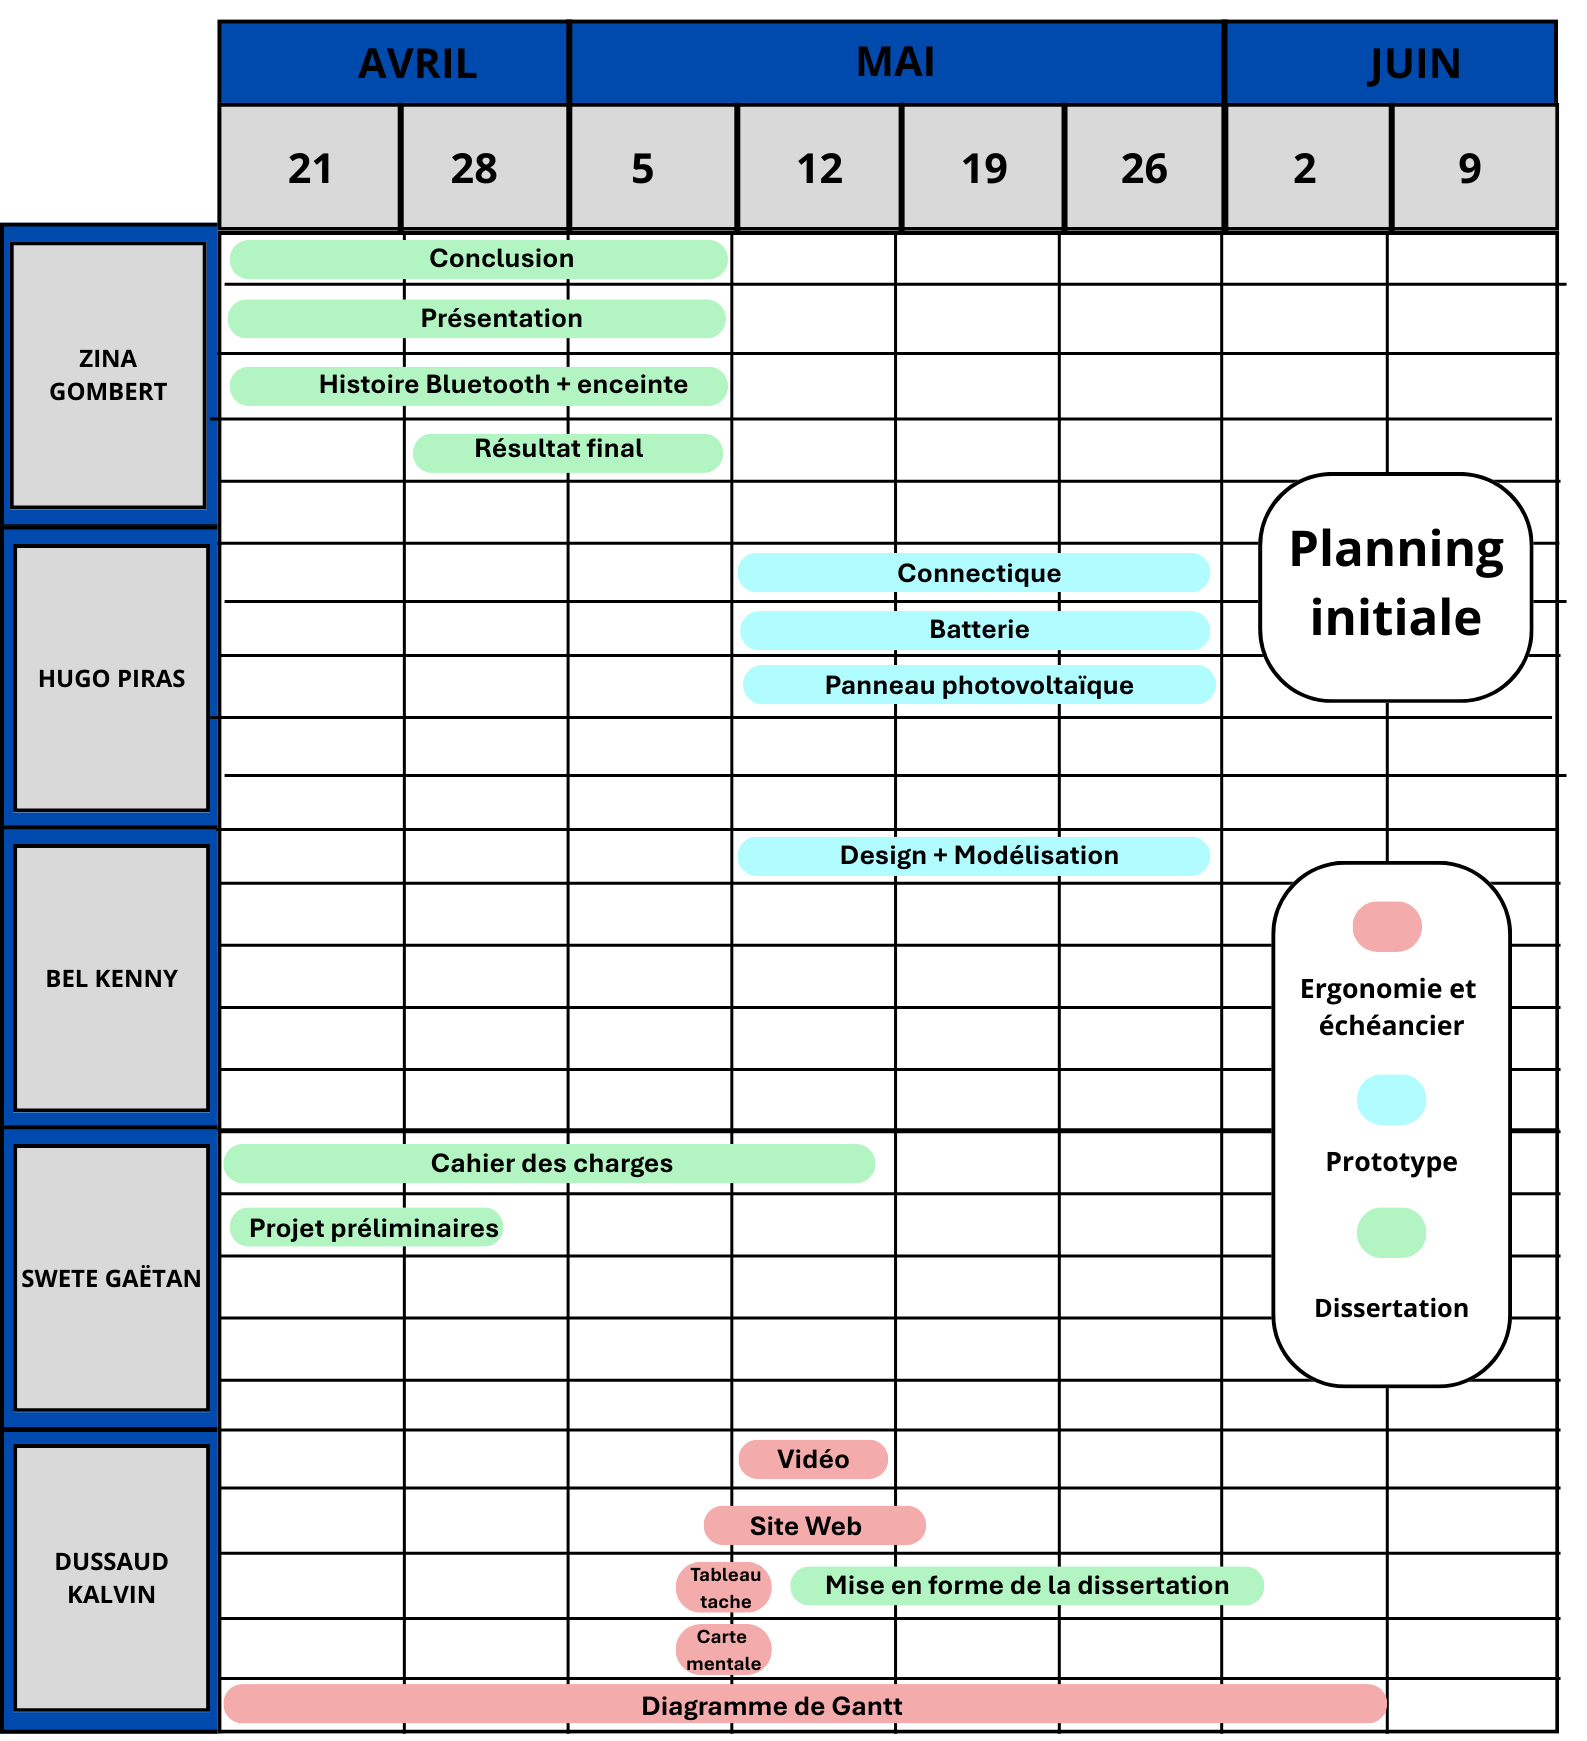 AVRIL MAI JUIN
21 28 5 12 19 26 2 9
ZINA
GOMBERT
Conclusion
Présentation
Histoire Bluetooth + enceinte
Résultat final
Planning
initiale
HUGO PIRAS
Connectique
Batterie
Panneau photovoltaïque
BEL KENNY
Design + Modélisation
Ergonomie et
échéancier
Prototype
Dissertation
SWETE GAËTAN
Cahier des charges
Projet préliminaires
DUSSAUD
KALVIN
Vidéo
Site Web
Tableau
tache
Mise en forme de la dissertation
Carte
mentale
Diagramme de Gantt